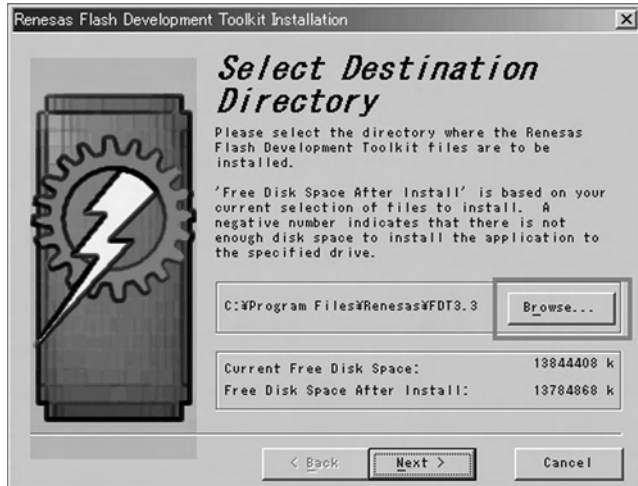 Renesas Flash Development Toolkit Installation
Select Destination
Directory
Please select the directory where the Renesas
Flash Development Toolkit files are to be
installed.
'Free Disk Space After Install' is based on your
current selection of files to install. A
negative number indicates that there is not
enough disk space to install the application to
the specified drive.
C:¥Program Files¥Renesas¥FDT3.3 Browse...
Current Free Disk Space: 13844408 k
Free Disk Space After Install: 13784868 k
< Back Next > Cancel